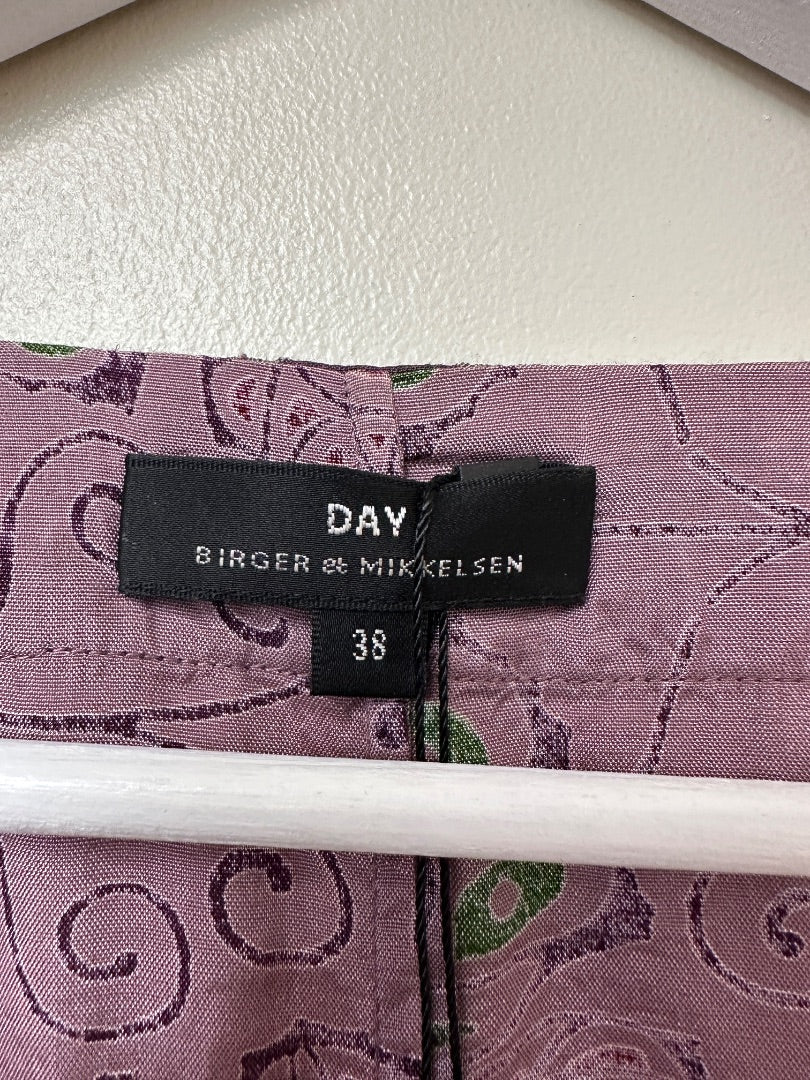 DAY
BIRGER et MIKKELSEN
38